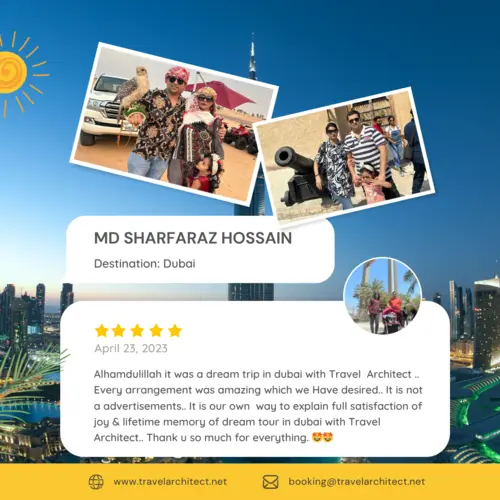 MD SHARFARAZ HOSSAIN
Destination: Dubai
April 23, 2023
Alhamdulillah it was a dream trip in dubai with Travel Architect ..
Every arrangement was amazing which we Have desired.. It is not
a advertisements.. It is our own way to explain full satisfaction of
joy & lifetime memory of dream tour in dubai with Travel
Architect.. Thank u so much for everything. 🤩🤩
www.travelarchitect.net
booking@travelarchitect.net